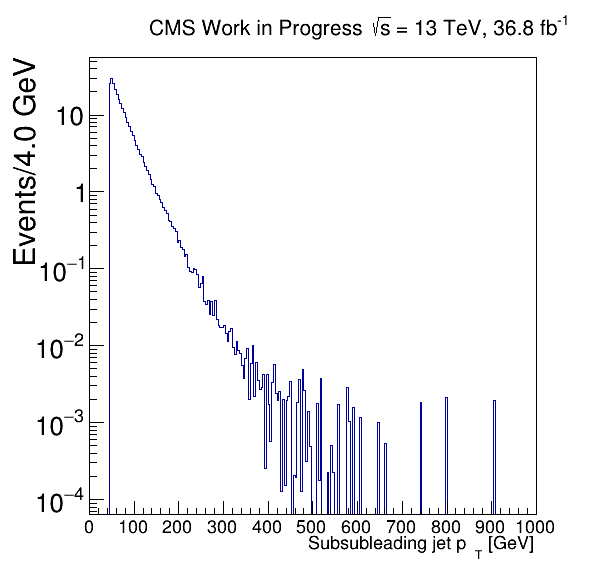 CMS Work in Progress √s = 13 TeV, 36.8 fb⁻¹
Events/4.0 GeV
10
1
10⁻¹
10⁻²
10⁻³
10⁻⁴
0 100 200 300 400 500 600 700 800 900 1000
Subsubleading jet p_T [GeV]